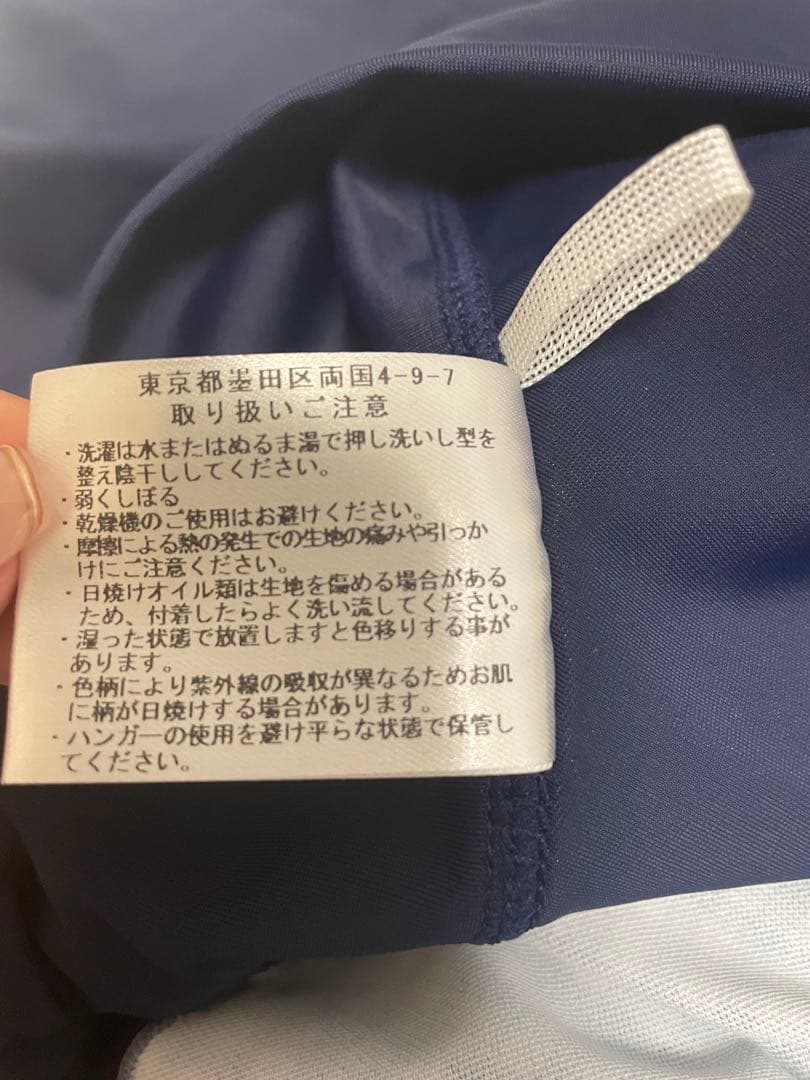 東京都墨田区両国4-9-7
取り扱いご注意
・洗濯は水またはぬるま湯で押し洗いし型を
整え陰干ししてください。
・弱くしぼる
・乾燥機のご使用はお避けください。
・摩擦による熱の発生での生地の痛みや引っか
けにご注意ください。
・日焼けオイル類は生地を傷める場合がある
ため、付着したらよく洗い流してください。
・湿った状態で放置しますと色移りする事が
あります。
・色柄により紫外線の吸収が異なるためお肌
に柄が日焼けする場合があります。
・ハンガーの使用を避け平らな状態で保管し
てください。